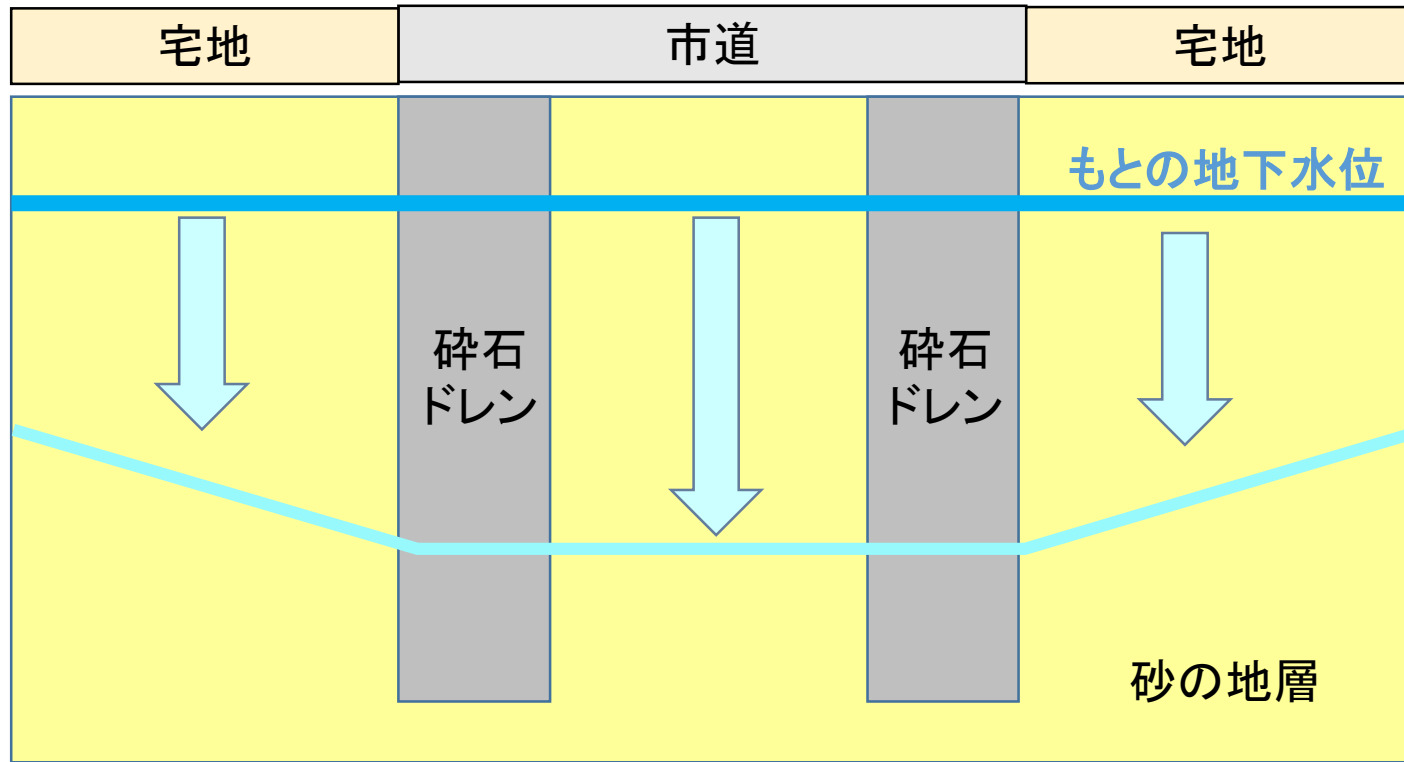 宅地
市道
宅地
もとの地下水位
砕石
ドレン
砕石
ドレン
砂の地層